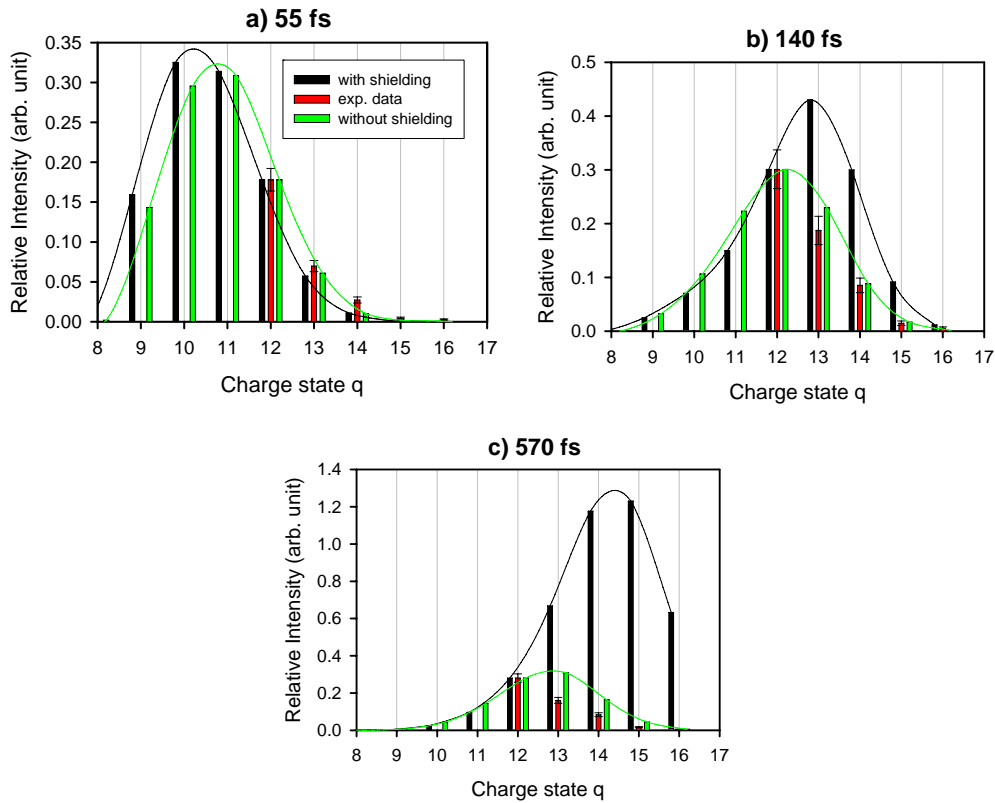 a) 55 fs
Relative Intensity (arb. unit)
0.35
0.30
0.25
0.20
0.15
0.10
0.05
0.00
with shielding
exp. data
without shielding
8 9 10 11 12 13 14 15 16 17
Charge state q
b) 140 fs
Relative Intensity (arb. unit)
0.5
0.4
0.3
0.2
0.1
0.0
8 9 10 11 12 13 14 15 16 17
Charge state q
c) 570 fs
Relative Intensity (arb. unit)
1.4
1.2
1.0
0.8
0.6
0.4
0.2
0.0
8 9 10 11 12 13 14 15 16 17
Charge state q